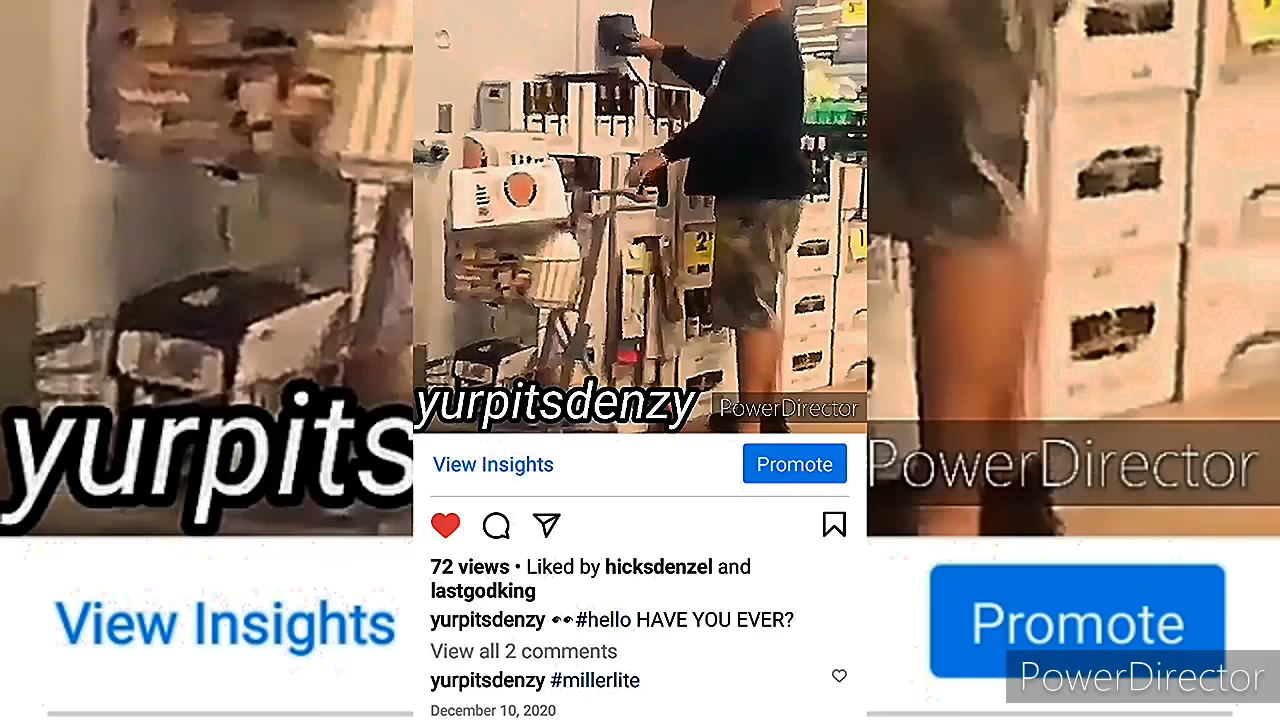 yurpitsdenzy
PowerDirector
View Insights
Promote
72 views • Liked by hicksdenzel and
lastgodking
yurpitsdenzy 👀#hello HAVE YOU EVER?
View all 2 comments
yurpitsdenzy #millerlite
December 10, 2020
yurpits
View Insights
PowerDirector
Promote
PowerDirector